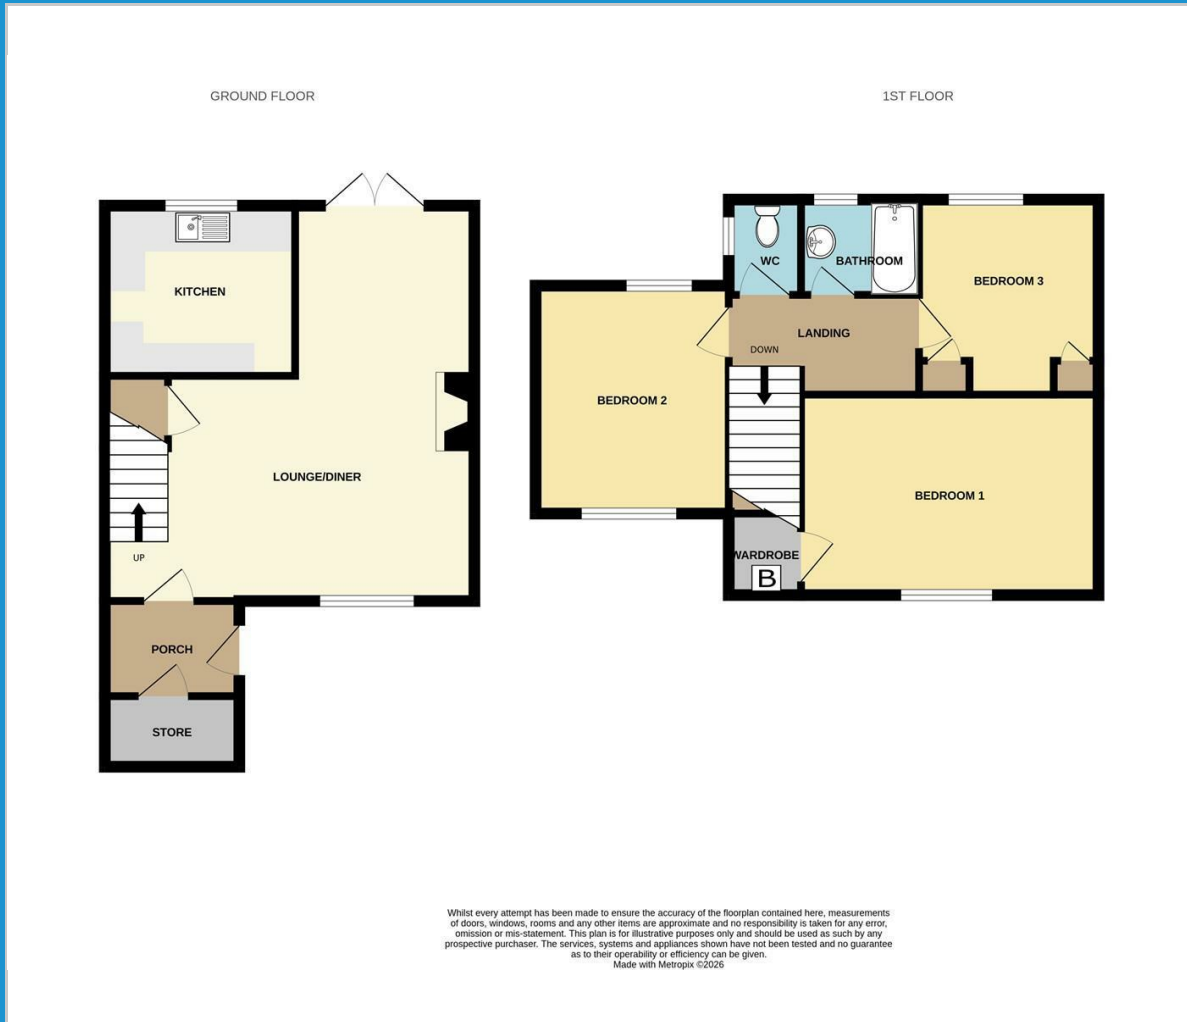 GROUND FLOOR
1ST FLOOR
KITCHEN
LOUNGE/DINER
UP
PORCH
STORE
WC
BATHROOM
BEDROOM 3
LANDING
DOWN
BEDROOM 2
BEDROOM 1
WARDROBE
B
Whilst every attempt has been made to ensure the accuracy of the floorplan contained here, measurements
of doors, windows, rooms and any other items are approximate and no responsibility is taken for any error,
omission or mis-statement. This plan is for illustrative purposes only and should be used as such by any
prospective purchaser. The services, systems and appliances shown have not been tested and no guarantee
as to their operability or efficiency can be given.
Made with Metropix ©2026